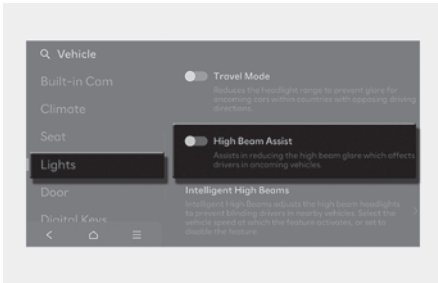 Vehicle
Built-in Cam
Climate
Seat
Lights
Door
Digital Keys
Travel Mode
Reduces the headlight range to prevent glare for
oncoming cars within countries with opposing driving
directions.
High Beam Assist
Assists in reducing the high beam glare which effects
drivers in oncoming vehicles.
Intelligent High Beams
Intelligent High Beams adjusts the high beam headlights
to prevent blinding drivers in nearby vehicles. Select the
vehicle speed at which the feature activates, or set to
disable the feature.